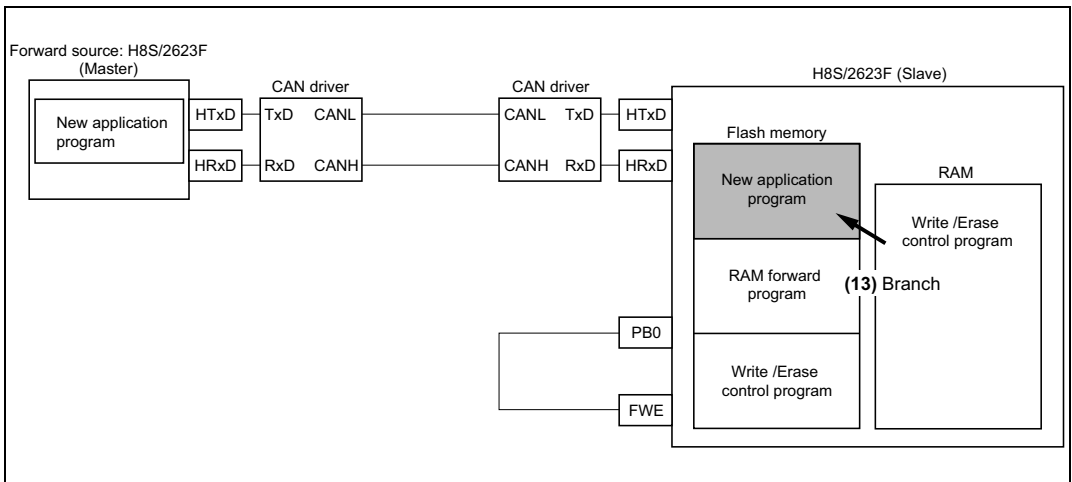 Forward source: H8S/2623F
(Master)
New application
program
HTxD
HRxD
CAN driver
TxD CANL
RxD CANH
CAN driver
CANL TxD
CANH RxD
HTxD
HRxD
H8S/2623F (Slave)
Flash memory
New application
program
RAM forward
program
Write /Erase
control program
RAM
Write /Erase
control program
(13) Branch
PB0
FWE